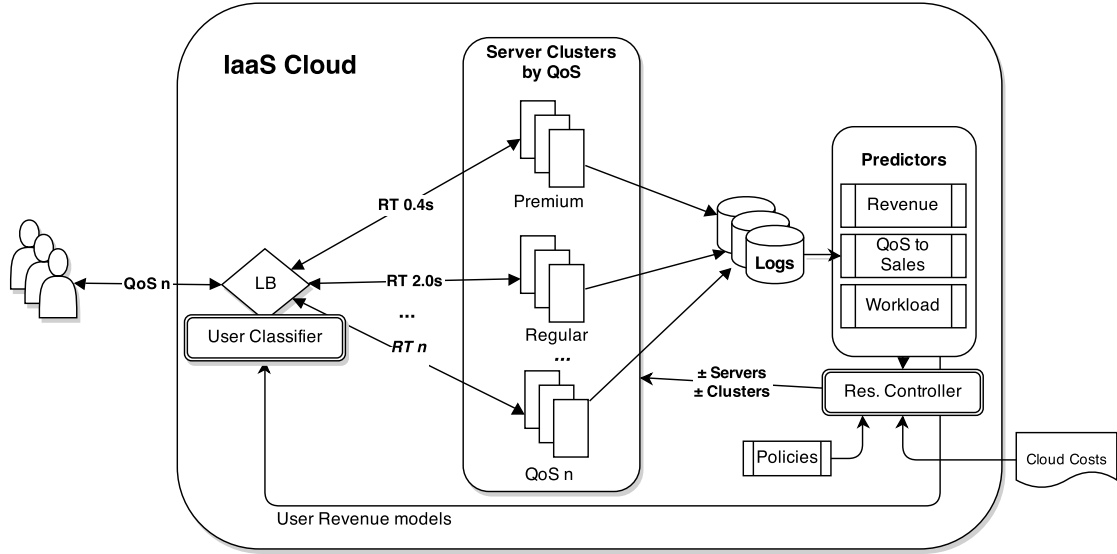 IaaS Cloud
Server Clusters
by QoS
Premium
RT 0.4s
QoS n
LB
RT 2.0s
...
RT n
User Classifier
Regular
...
QoS n
Logs
Predictors
Revenue
QoS to
Sales
Workload
± Servers
± Clusters
Res. Controller
Policies
Cloud Costs
User Revenue models